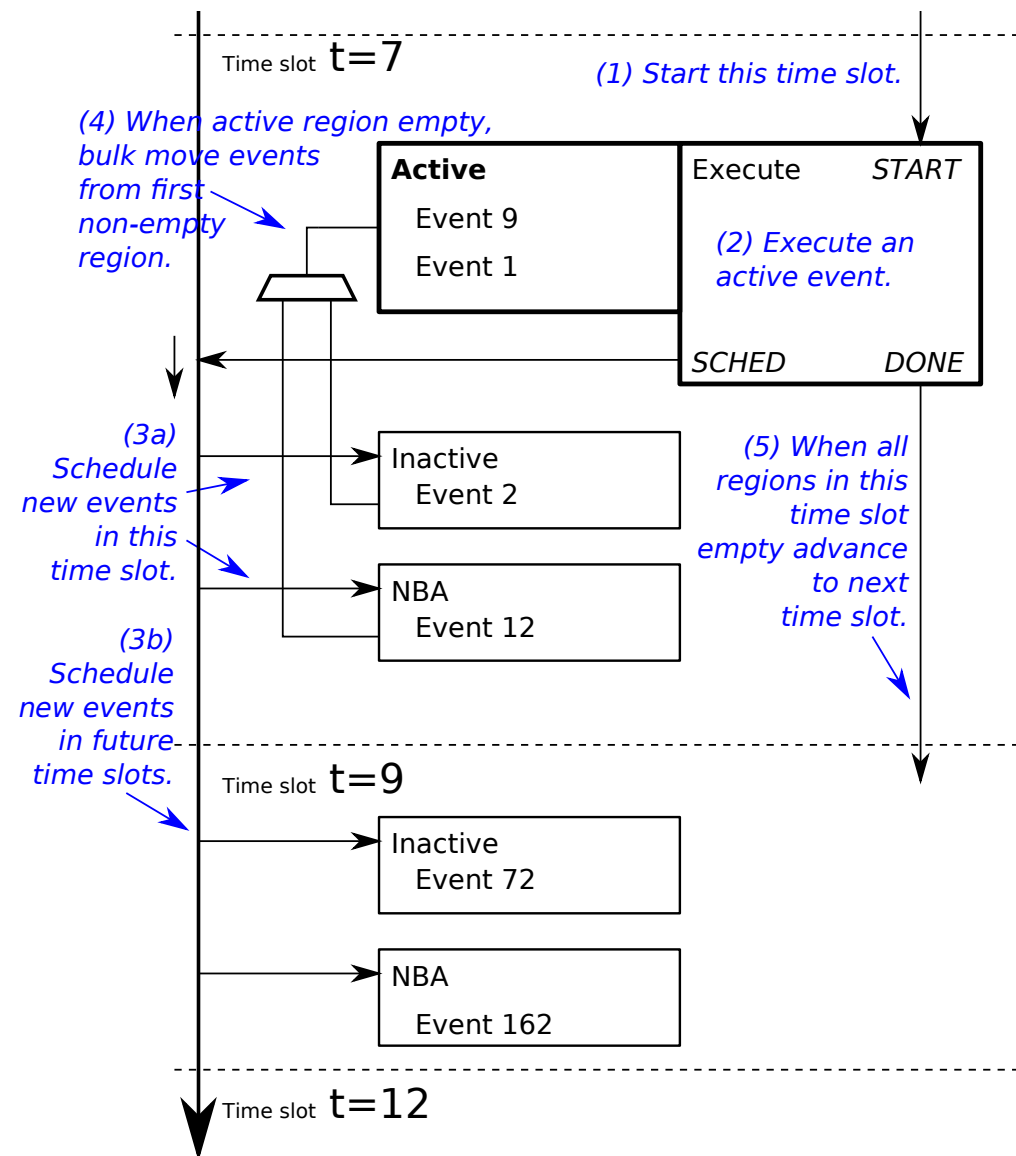 Time slot t=7
(1) Start this time slot.
(4) When active region empty,
bulk move events
from first
non-empty
region.
Active
Event 9
Event 1
Execute START
(2) Execute an
active event.
SCHED DONE
(3a)
Schedule
new events
in this
time slot.
Inactive
Event 2
NBA
Event 12
(5) When all
regions in this
time slot
empty advance
to next
time slot.
(3b)
Schedule
new events
in future
time slots.
Time slot t=9
Inactive
Event 72
NBA
Event 162
Time slot t=12